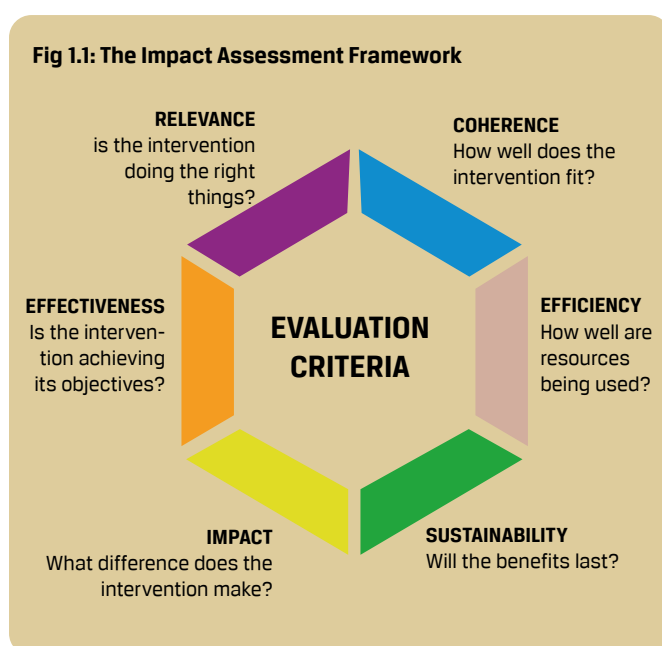 Fig 1.1: The Impact Assessment Framework
RELEVANCE
is the intervention
doing the right
things?
COHERENCE
How well does the
intervention fit?
EFFECTIVENESS
Is the interven-
tion achieving
its objectives?
EVALUATION
CRITERIA
EFFICIENCY
How well are
resources
being used?
IMPACT
What difference does the
intervention make?
SUSTAINABILITY
Will the benefits last?